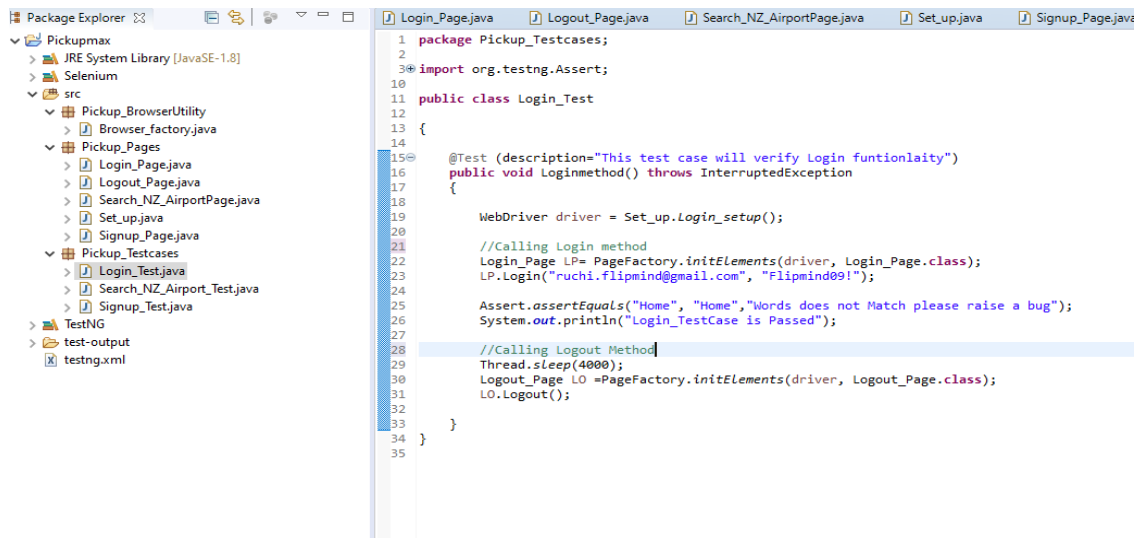 Package Explorer
Pickupmax
JRE System Library [JavaSE-1.8]
Selenium
src
Pickup_BrowserUtility
Browser_factory.java
Pickup_Pages
Login_Page.java
Logout_Page.java
Search_NZ_AirportPage.java
Set_up.java
Signup_Page.java
Pickup_Testcases
Login_Test.java
Search_NZ_Airport_Test.java
Signup_Test.java
TestNG
test-output
testng.xml
Login_Page.java Logout_Page.java Search_NZ_AirportPage.java Set_up.java Signup_Page.java
1 package Pickup_Testcases;
2
3 import org.testng.Assert;
10
11 public class Login_Test
12
13 {
14
15 @Test (description="This test case will verify Login funtionlaity")
16 public void Loginmethod() throws InterruptedException
17 {
18
19 WebDriver driver = Set_up.Login_setup();
20
21 //Calling Login method
22 Login_Page LP= PageFactory.initElements(driver, Login_Page.class);
23 LP.Login("ruchi.flipmind@gmail.com", "Flipmind09!");
24
25 Assert.assertEquals("Home", "Home","Words does not Match please raise a bug");
26 System.out.println("Login_TestCase is Passed");
27
28 //Calling Logout Method
29 Thread.sleep(4000);
30 Logout_Page LO =PageFactory.initElements(driver, Logout_Page.class);
31 LO.Logout();
32
33 }
34 }
35